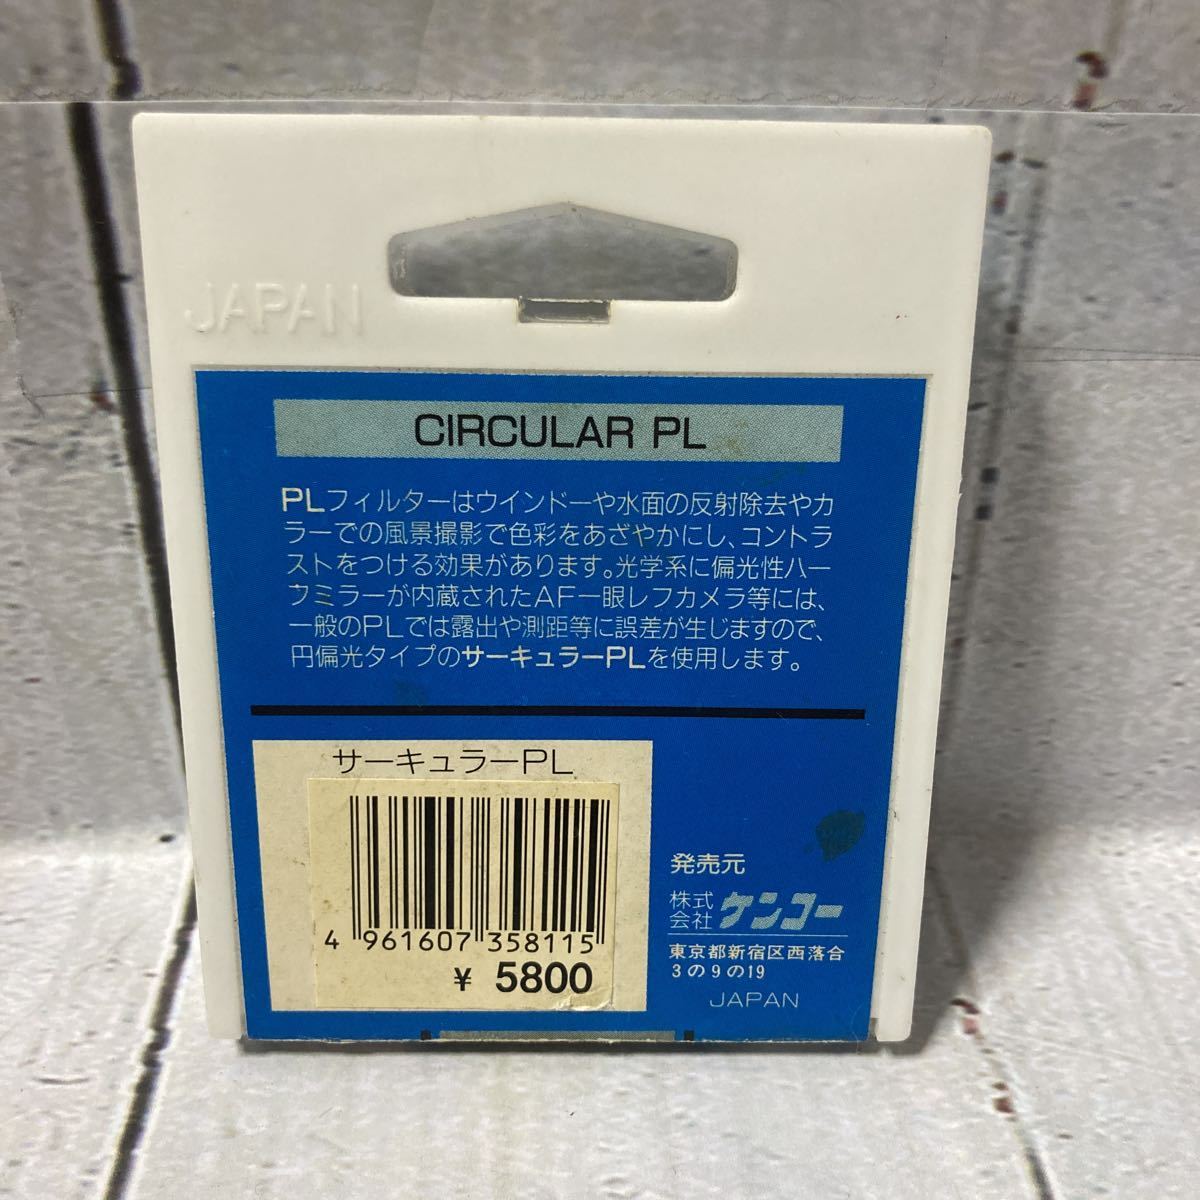 JAPAN
CIRCULAR PL
PLフィルターはウインドーや水面の反射除去やカ
ラーでの風景撮影で色彩をあざやかにし、コントラ
ストをつける効果があります。光学系に偏光性ハー
フミラーが内蔵されたAF一眼レフカメラ等には、
一般のPLでは露出や測距等に誤差が生じますので、
円偏光タイプのサーキュラーPLを使用します。
サーキュラーPL
4 961607 358115
¥ 5800
発売元
株式会社 ケンコー
東京都新宿区西落合
3の9の19
JAPAN